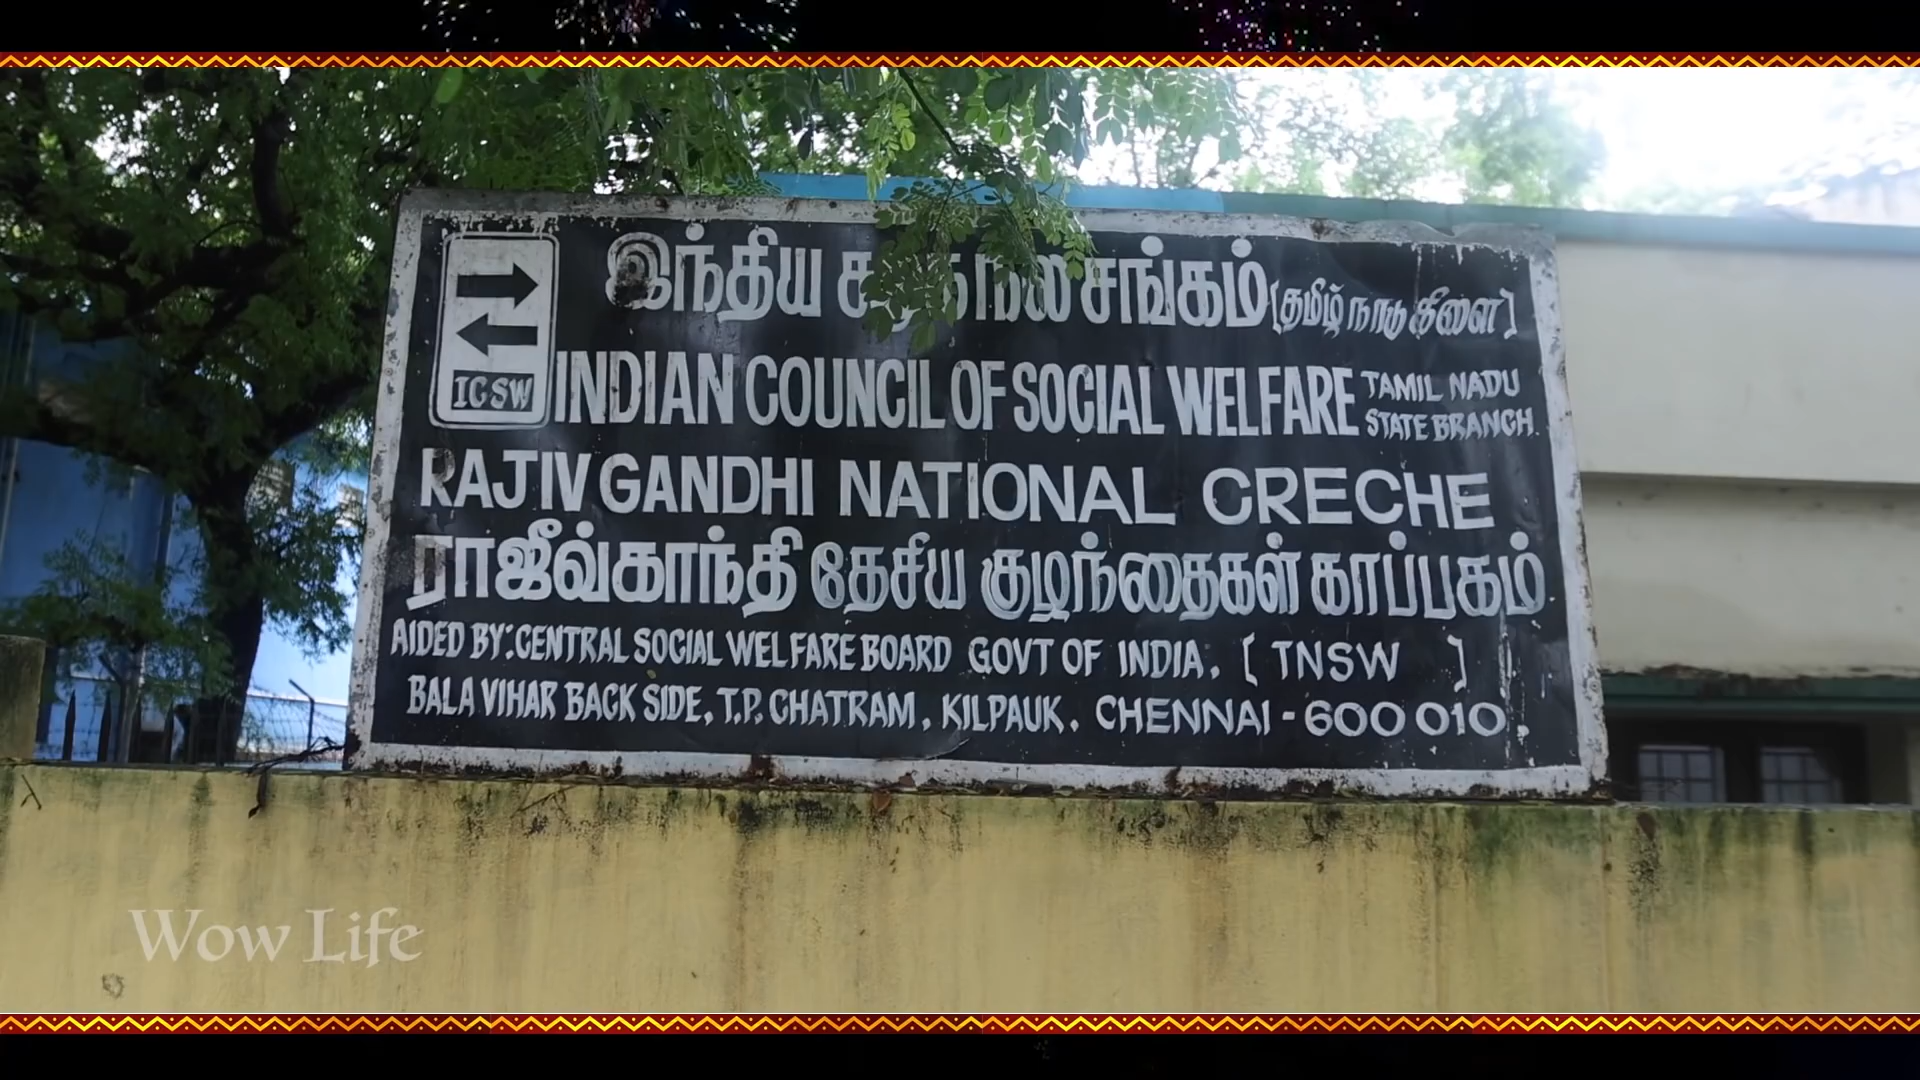 இந்திய நல சங்கம் (தமிழ் நாடு கிளை)
ICSW
INDIAN COUNCIL OF SOCIAL WELFARE TAMIL NADU STATE BRANCH.
RAJIV GANDHI NATIONAL CRECHE
ராஜீவ்காந்தி தேசீய குழந்தைகள் காப்பகம்
AIDED BY: CENTRAL SOCIAL WELFARE BOARD GOVT OF INDIA. [ TNSW ]
BALA VIHAR BACK SIDE, T.P. CHATRAM, KILPAUK. CHENNAI - 600 010.
Wow Life